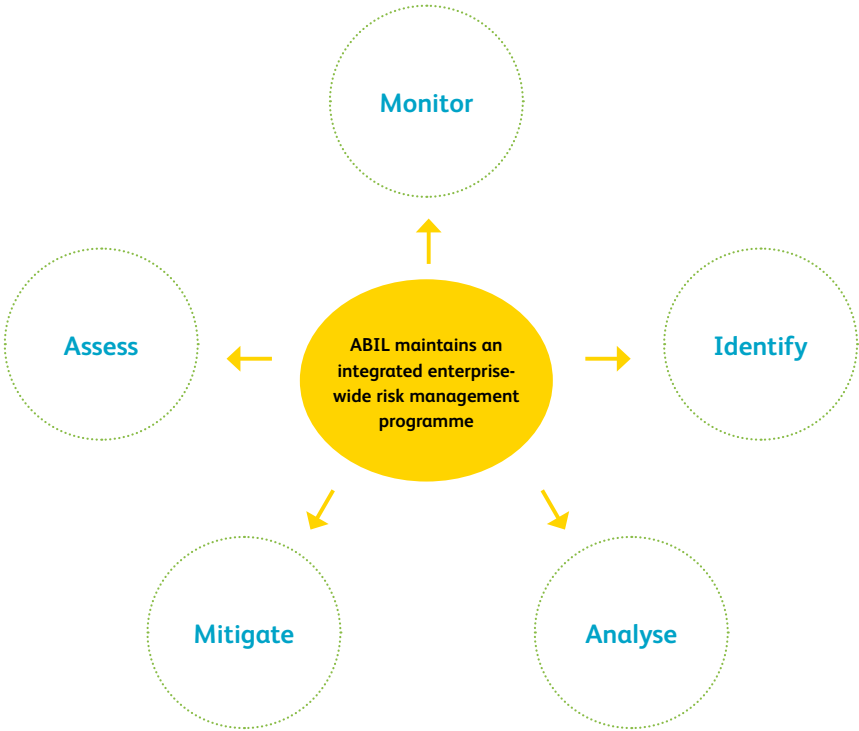 Monitor
Assess
Identify
ABIL maintains an
integrated enterprise-
wide risk management
programme
Mitigate
Analyse